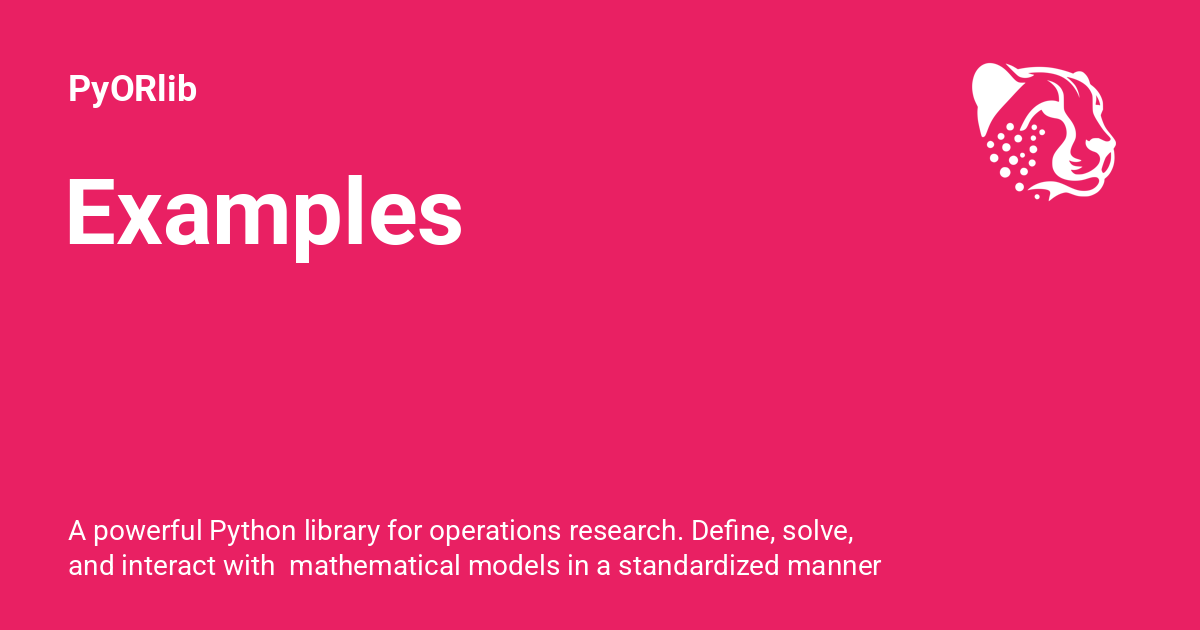 PyORlib
Examples
A powerful Python library for operations research. Define, solve,
and interact with  mathematical models in a standardized manner